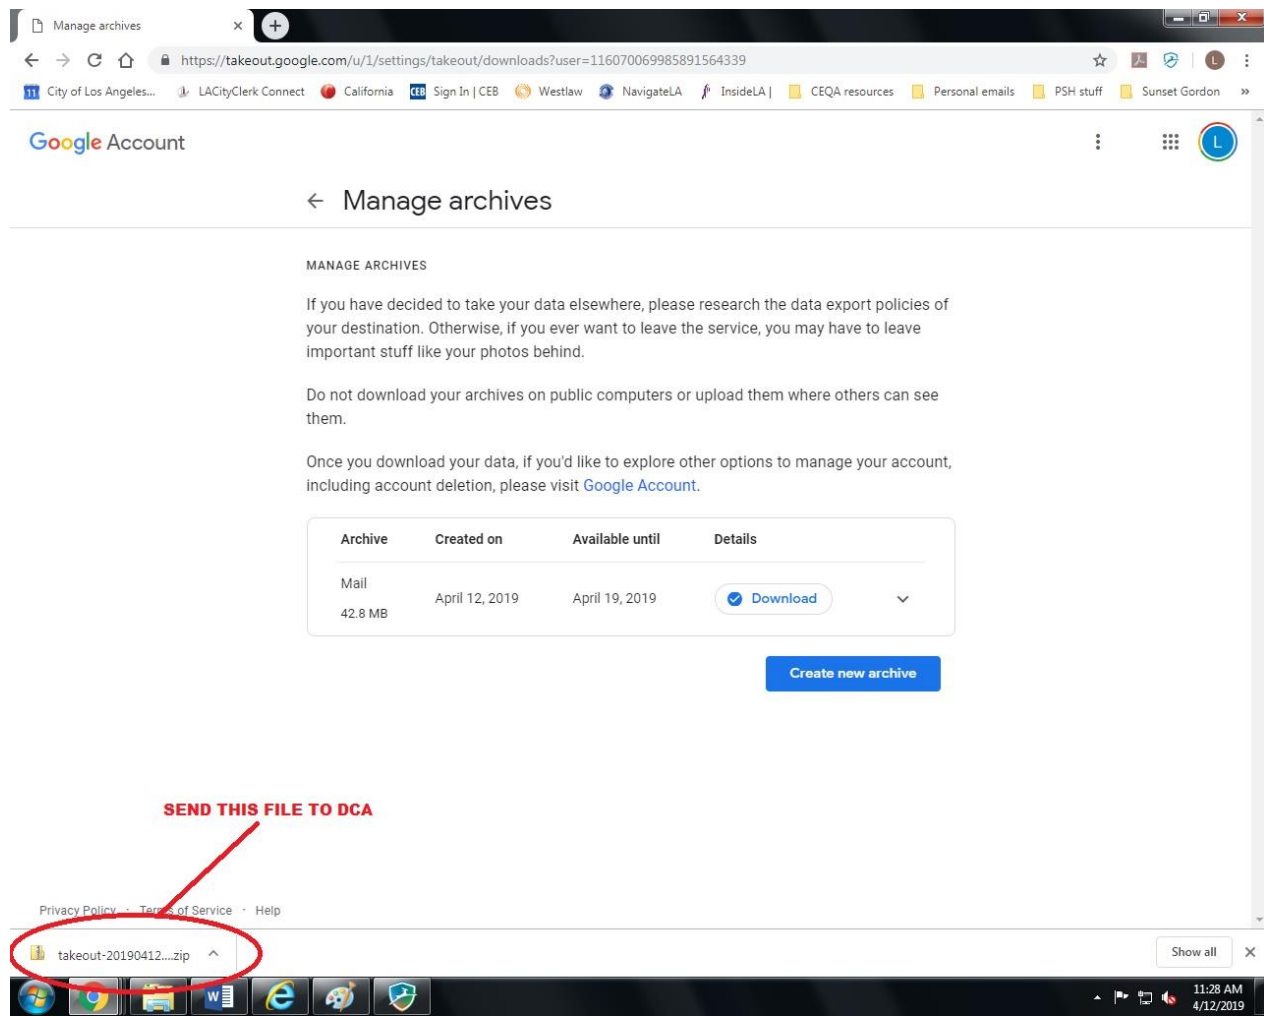 Manage archives
https://takeout.google.com/u/1/settings/takeout/downloads?user=116070069985891564339
L
11 City of Los Angeles... LACityClerk Connect California CEB Sign In | CEB Westlaw NavigateLA InsideLA | CEQA resources Personal emails PSH stuff Sunset Gordon »
Google Account
L
Manage archives
MANAGE ARCHIVES
If you have decided to take your data elsewhere, please research the data export policies of
your destination. Otherwise, if you ever want to leave the service, you may have to leave
important stuff like your photos behind.
Do not download your archives on public computers or upload them where others can see
them.
Once you download your data, if you'd like to explore other options to manage your account,
including account deletion, please visit Google Account.
Archive Created on Available until Details
Mail
42.8 MB
April 12, 2019 April 19, 2019 Download
Create new archive
SEND THIS FILE TO DCA
Privacy Policy · Terms of Service · Help
takeout-20190412....zip
Show all
W
11:28 AM
4/12/2019